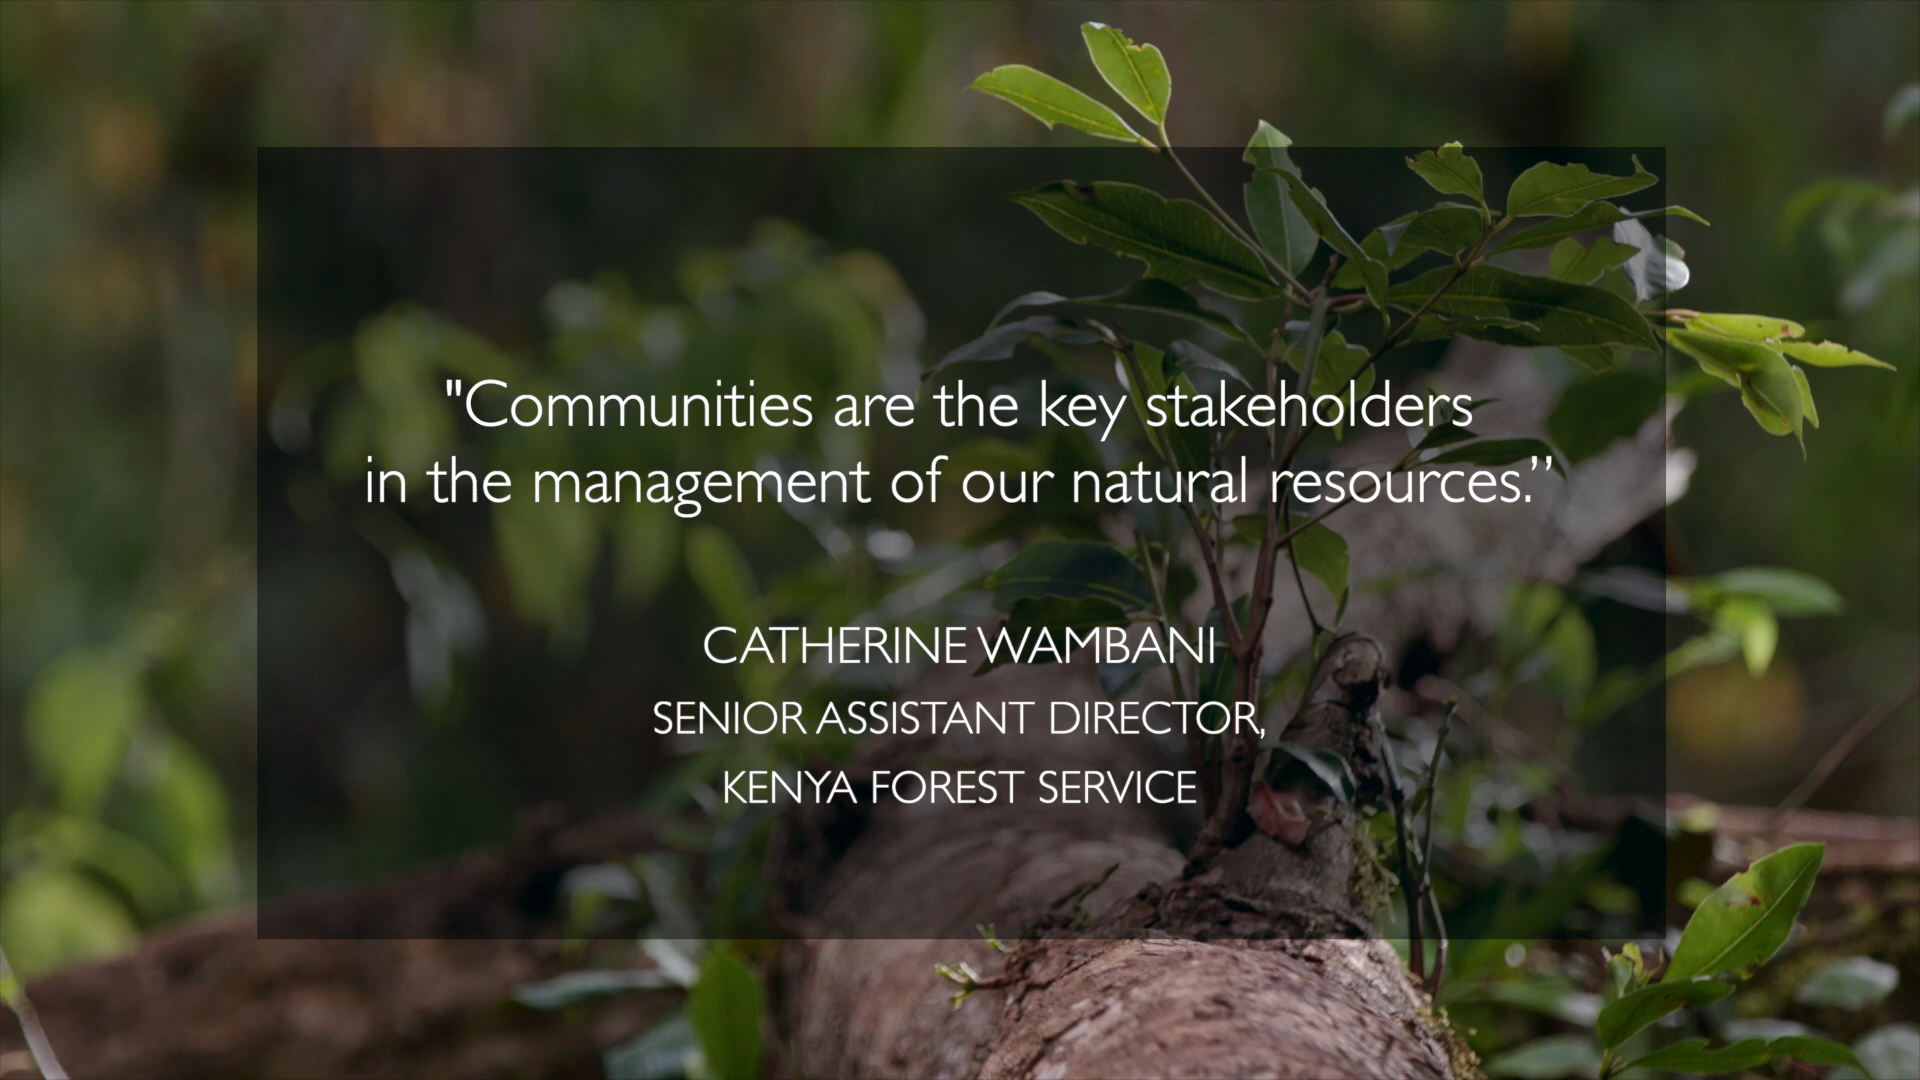 "Communities are the key stakeholders
in the management of our natural resources.”
CATHERINE WAMBANI
SENIOR ASSISTANT DIRECTOR,
KENYA FOREST SERVICE